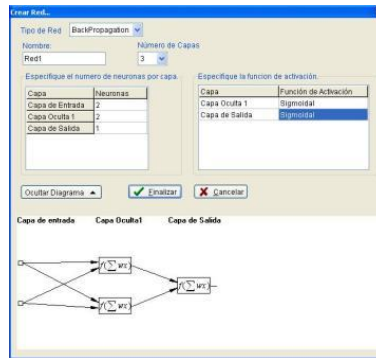 Crear Red...
Tipo de Red BackPropagation
Nombre: Número de Capas
Red1 3
Especifique el numero de neuronas por capa.
Capa Neuronas
Capa de Entrada 2
Capa Oculta 1 2
Capa de Salida 1
Especifique la funcion de activación.
Capa Función de Activación
Capa Oculta 1 Sigmoidal
Capa de Salida Sigmoidal
Ocultar Diagrama Finalizar Cancelar
Capa de entrada Capa Oculta1 Capa de Salida
f(∑wx)
f(∑wx)
f(∑wx)